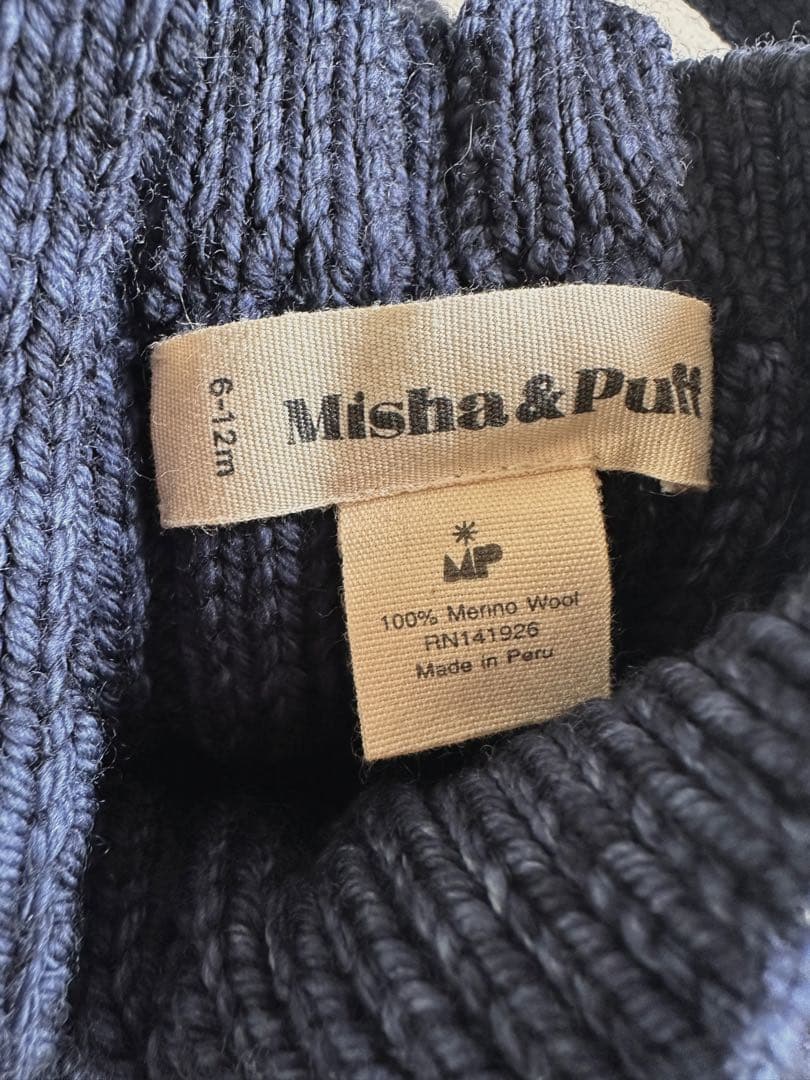 6-12m
Misha & Puff
MP
100% Merino Wool
RN141926
Made in Peru